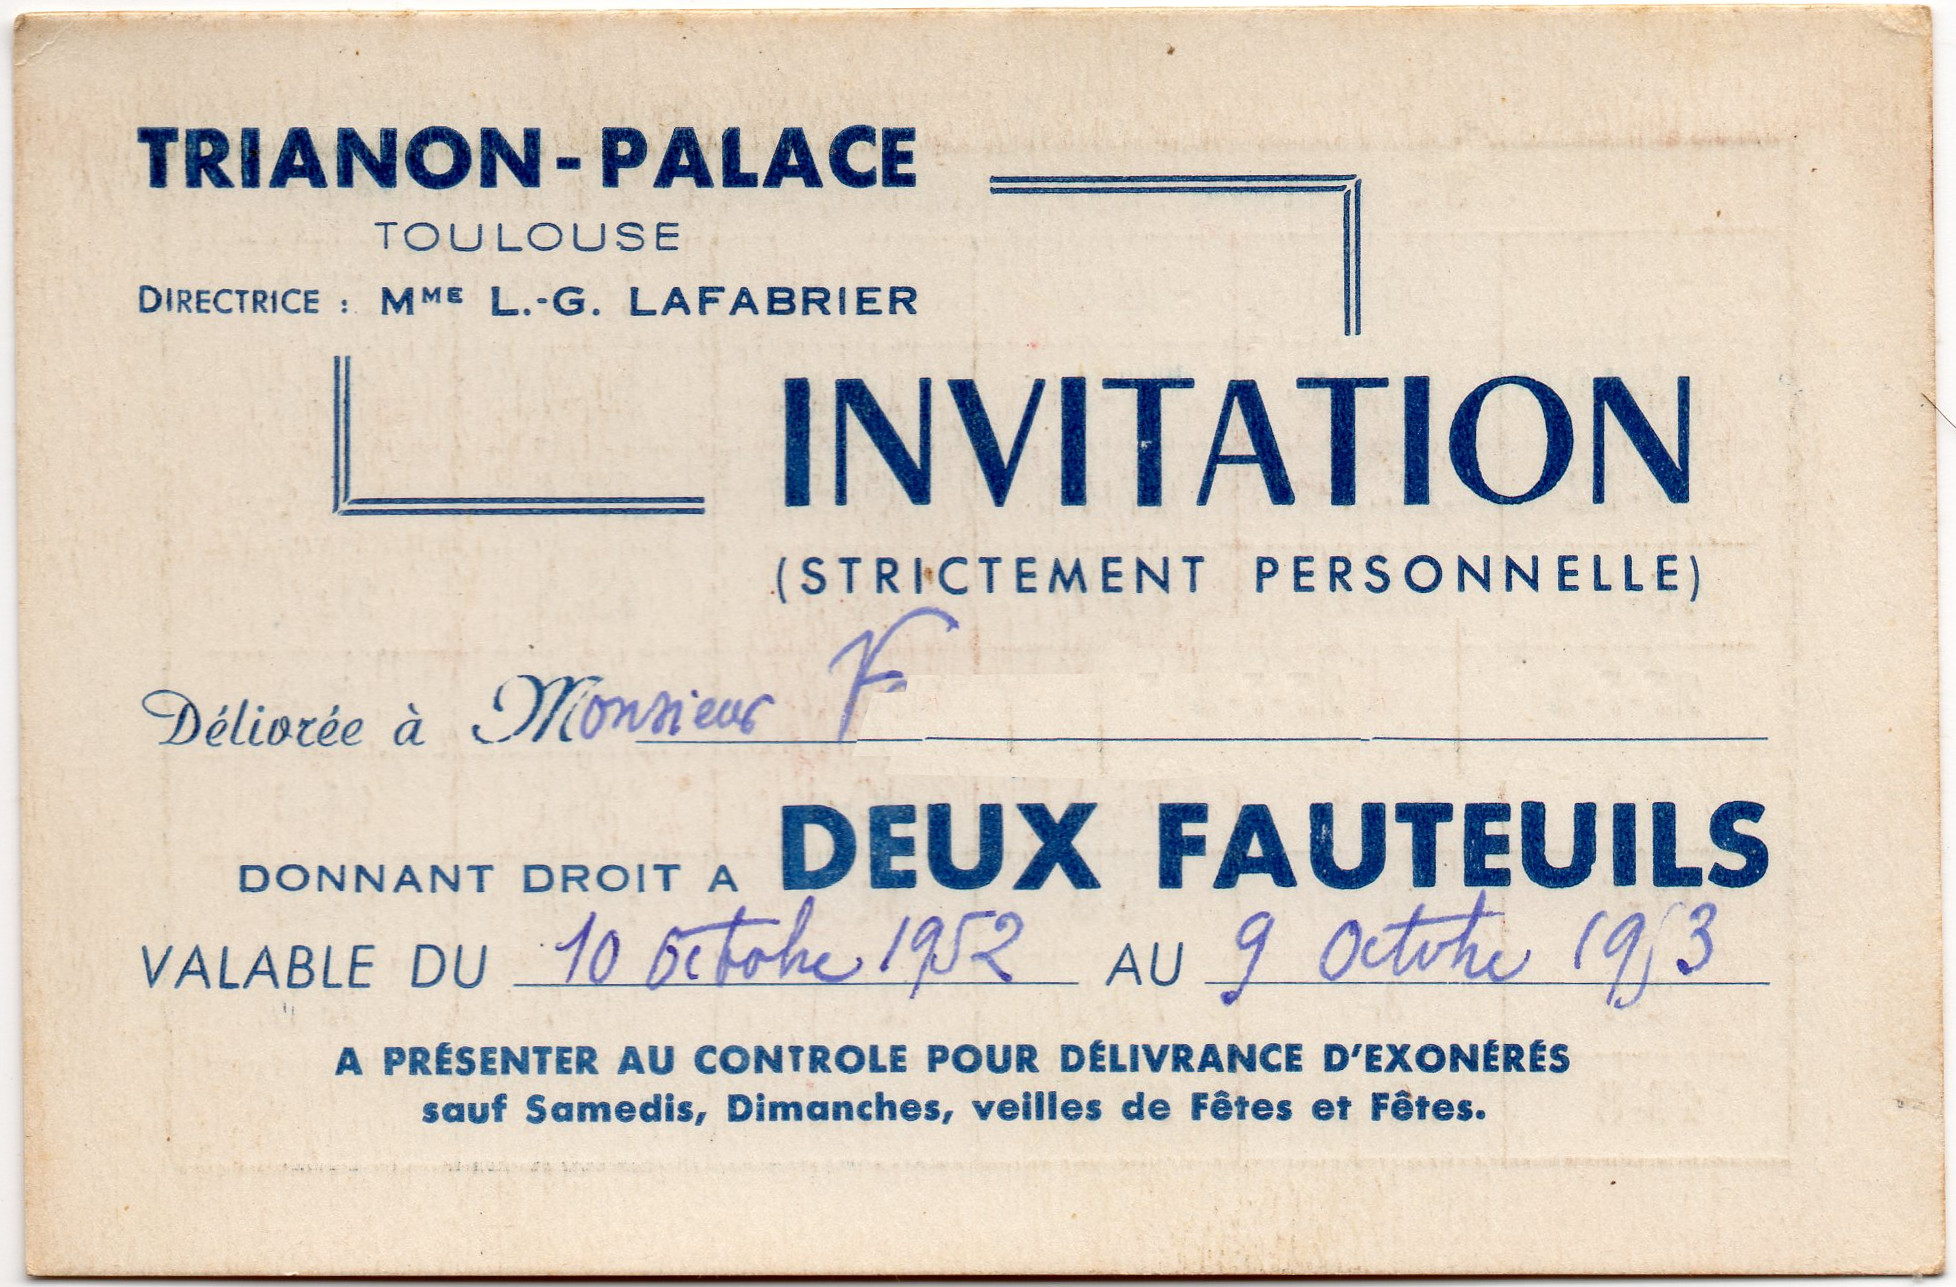 TRIANON-PALACE
TOULOUSE
DIRECTRICE : MME L.-G. LAFABRIER
INVITATION
(STRICTEMENT PERSONNELLE)
Délivrée à Monsieur F
DONNANT DROIT A DEUX FAUTEUILS
VALABLE DU 10 Octobre 1952 AU 9 Octobre 1953
A PRÉSENTER AU CONTROLE POUR DÉLIVRANCE D'EXONÉRÉS
sauf Samedis, Dimanches, veilles de Fêtes et Fêtes.